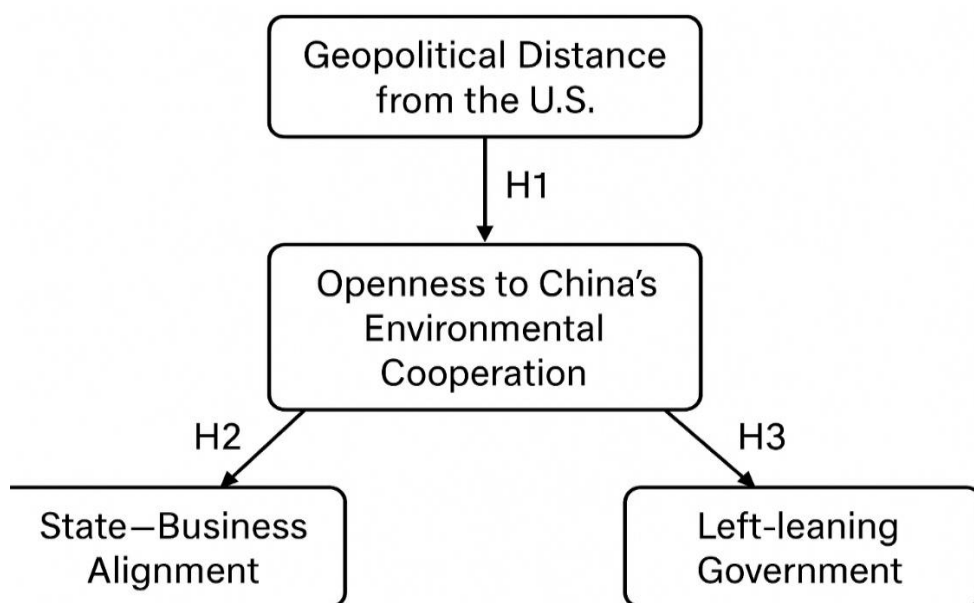 Geopolitical Distance
from the U.S.
H1
Openness to China's
Environmental
Cooperation
H2
H3
State—Business
Alignment
Left-leaning
Government